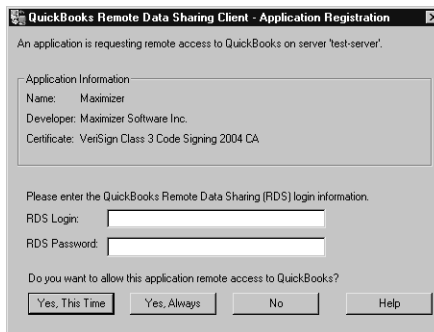 QuickBooks Remote Data Sharing Client - Application Registration
An application is requesting remote access to QuickBooks on server 'test-server'.
Application Information
Name: Maximizer
Developer: Maximizer Software Inc.
Certificate: VeriSign Class 3 Code Signing 2004 CA
Please enter the QuickBooks Remote Data Sharing (RDS) login information.
RDS Login:
RDS Password:
Do you want to allow this application remote access to QuickBooks?
Yes, This Time Yes, Always No Help